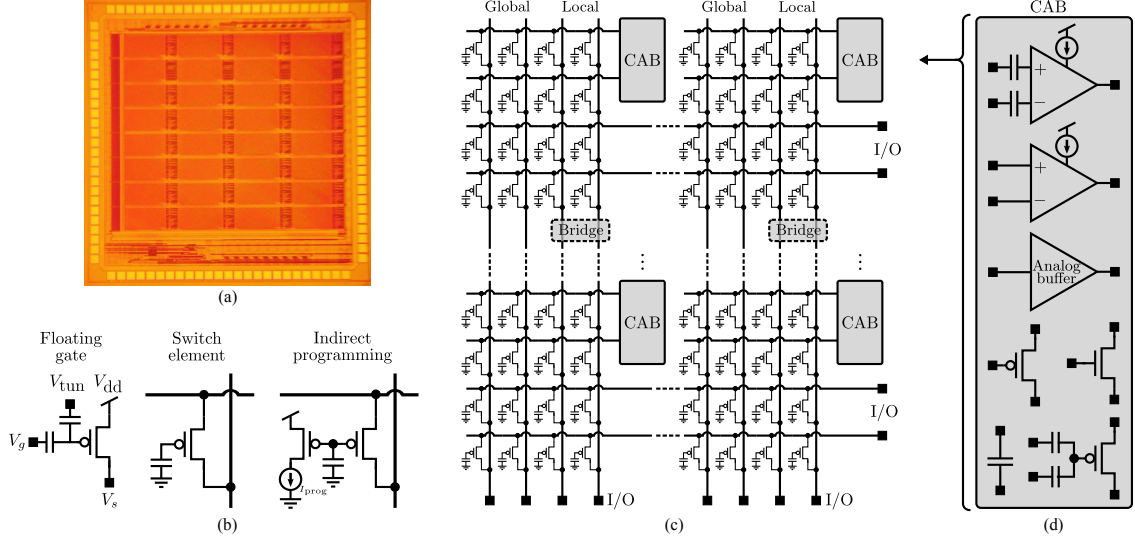 (a)
Floating
gate
V_tun
V_dd
V_g
V_s
Switch
element
Indirect
programming
I_prog
(b)
Global Local
CAB
CAB
I/O
Bridge
⋮
CAB
CAB
I/O
I/O
Global Local
Bridge
⋮
I/O
(c)
CAB
+
−
+
−
Analog
buffer
(d)